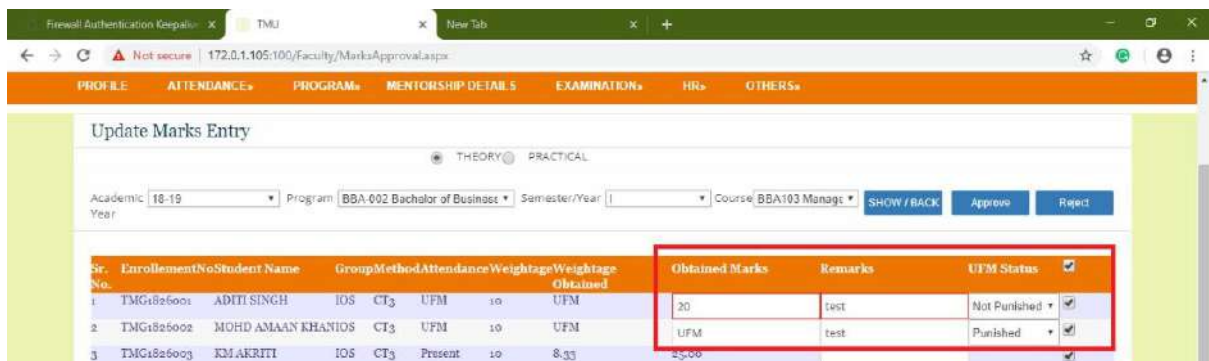 Firewall Authentication Keepaliv TMU New Tab
Not secure 172.0.1.105:100/Faculty/MarksApproval.aspx
PROFILE ATTENDANCE» PROGRAM» MENTORSHIP DETAILS EXAMINATION» HR» OTHERS»
Update Marks Entry
THEORY PRACTICAL
Academic Year 18-19 Program BBA-002 Bachelor of Business Semester/Year I Course BBA103 Manage SHOW / BACK Approve Reject
Sr. No. EnrollementNo Student Name Group Method Attendance Weightage Weightage Obtained Obtained Marks Remarks UFM Status
1 TMG1826001 ADITI SINGH IOS CT3 UFM 10 UFM 20 test Not Punished
2 TMG1826002 MOHD AMAAN KHAN IOS CT3 UFM 10 UFM UFM test Punished
3 TMG1826003 KM AKRITI IOS CT3 Present 10 8.33 25.00